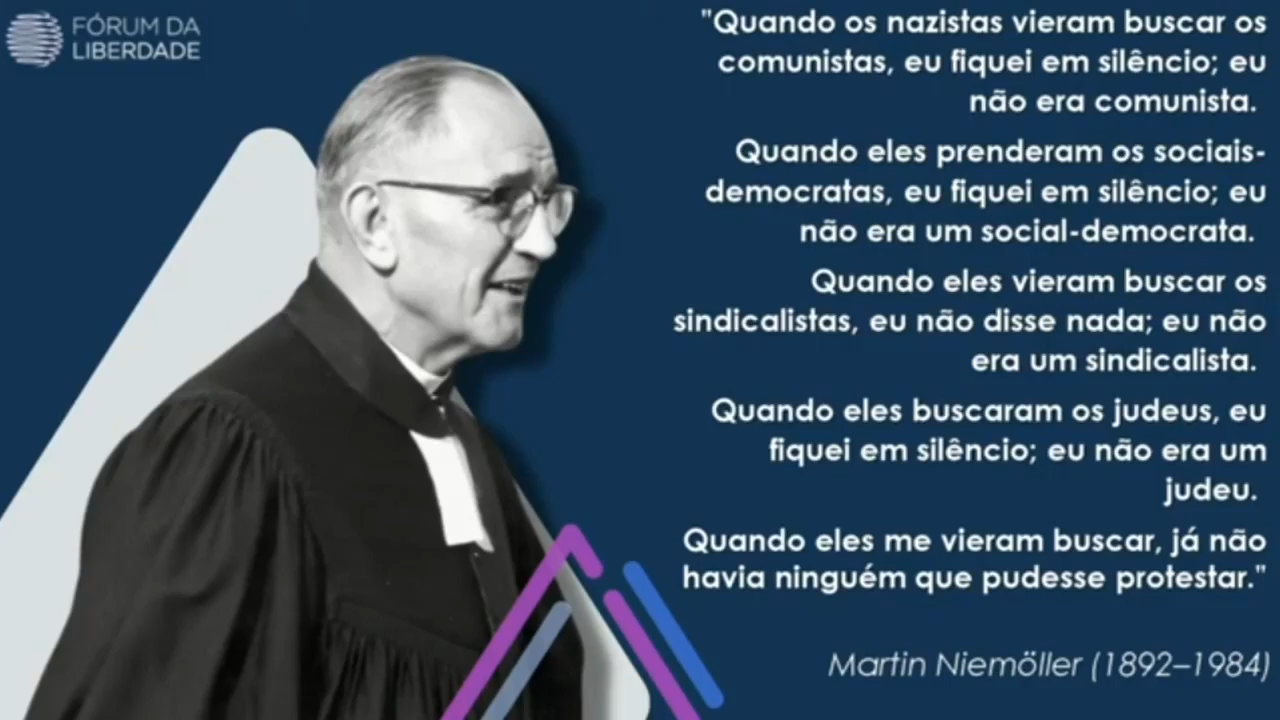 FÓRUM DA
LIBERDADE
"Quando os nazistas vieram buscar os
comunistas, eu fiquei em silêncio; eu
não era comunista.
Quando eles prenderam os sociais-
democratas, eu fiquei em silêncio; eu
não era um social-democrata.
Quando eles vieram buscar os
sindicalistas, eu não disse nada; eu não
era um sindicalista.
Quando eles buscaram os judeus, eu
fiquei em silêncio; eu não era um
judeu.
Quando eles me vieram buscar, já não
havia ninguém que pudesse protestar."
Martin Niemöller (1892–1984)